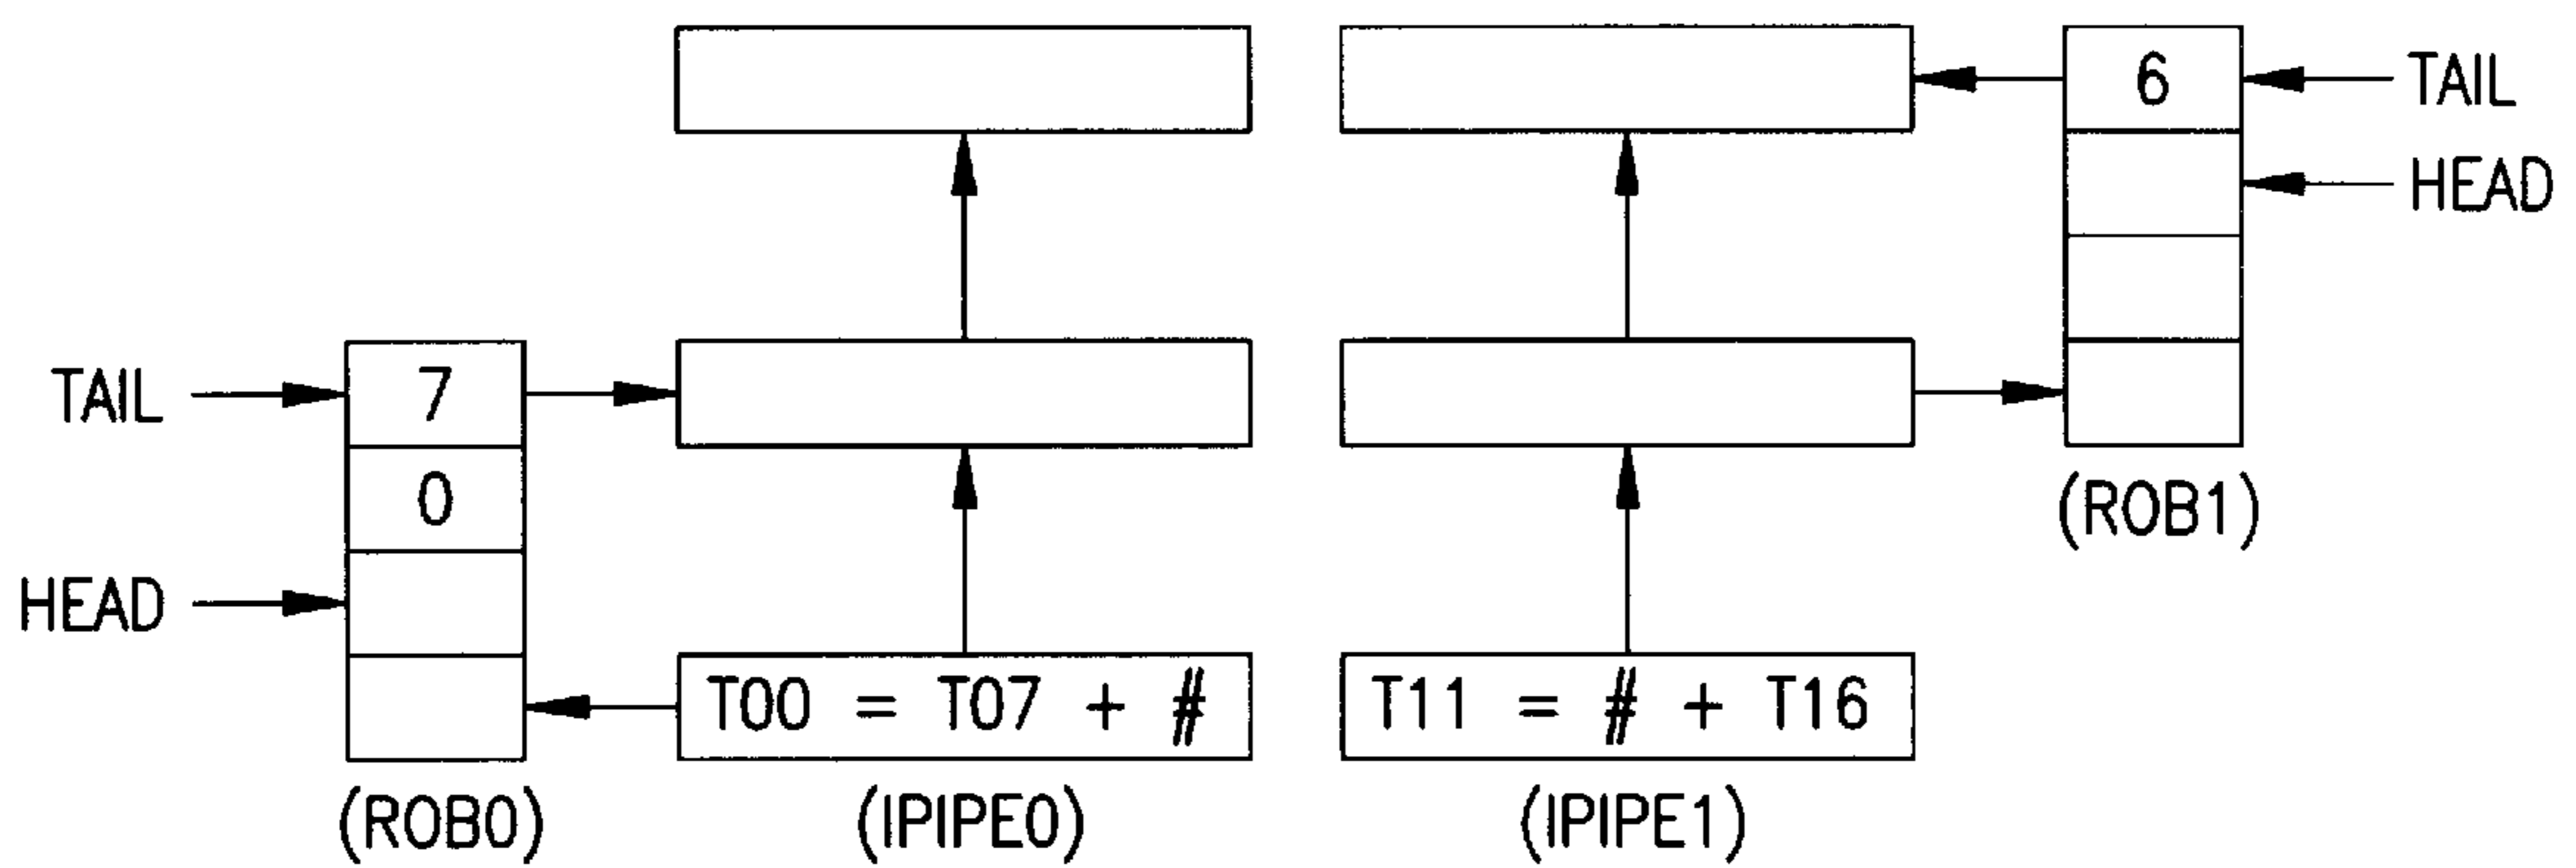 6
TAIL
HEAD
TAIL
7
0
HEAD
(ROB1)
T00 = T07 + #
T11 = # + T16
(ROB0)
(IPIPE0)
(IPIPE1)